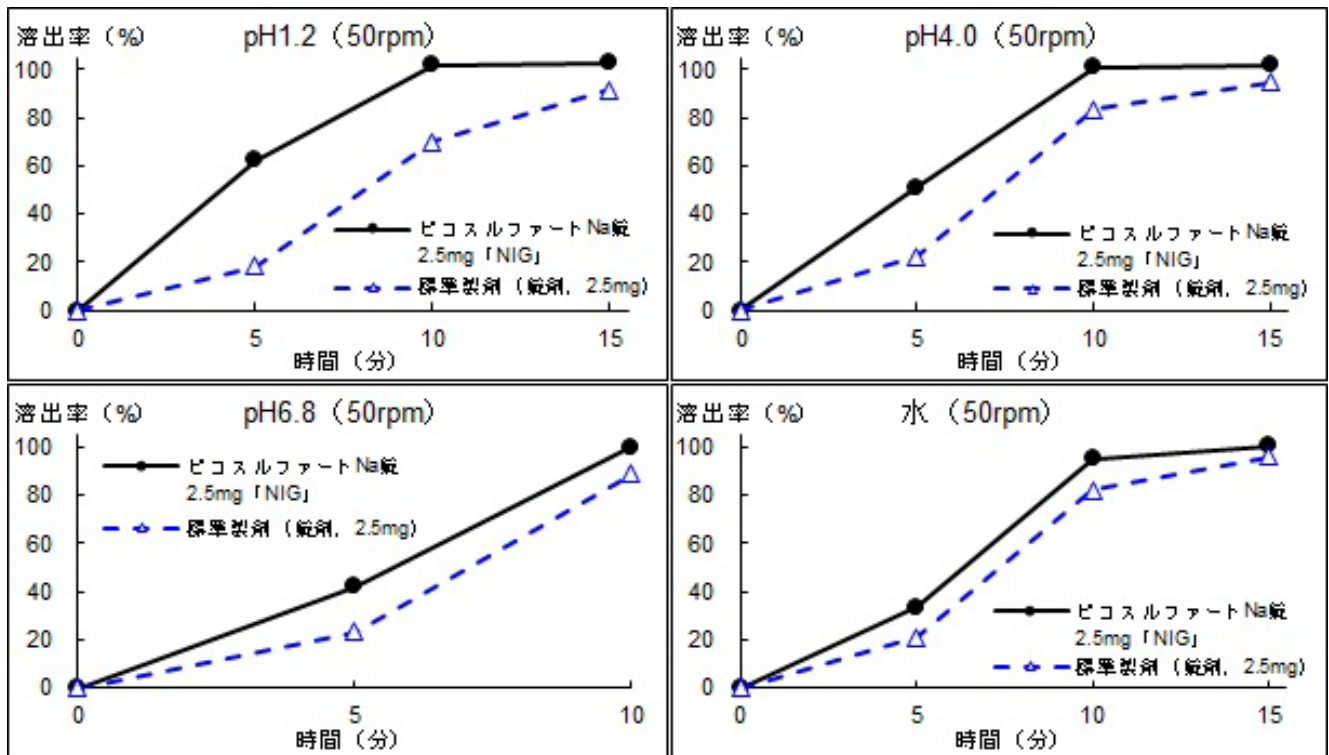 溶出率（%） pH1.2（50rpm）
100
80
60
40
20
0
ピコスルファートNa錠
2.5mg「NIG」
標準製剤（錠剤，2.5mg）
0 5 10 15
時間（分）
溶出率（%） pH4.0（50rpm）
100
80
60
40
20
0
ピコスルファートNa錠
2.5mg「NIG」
標準製剤（錠剤，2.5mg）
0 5 10 15
時間（分）
溶出率（%） pH6.8（50rpm）
100
80
60
40
20
0
ピコスルファートNa錠
2.5mg「NIG」
標準製剤（錠剤，2.5mg）
0 5 10
時間（分）
溶出率（%） 水（50rpm）
100
80
60
40
20
0
ピコスルファートNa錠
2.5mg「NIG」
標準製剤（錠剤，2.5mg）
0 5 10 15
時間（分）